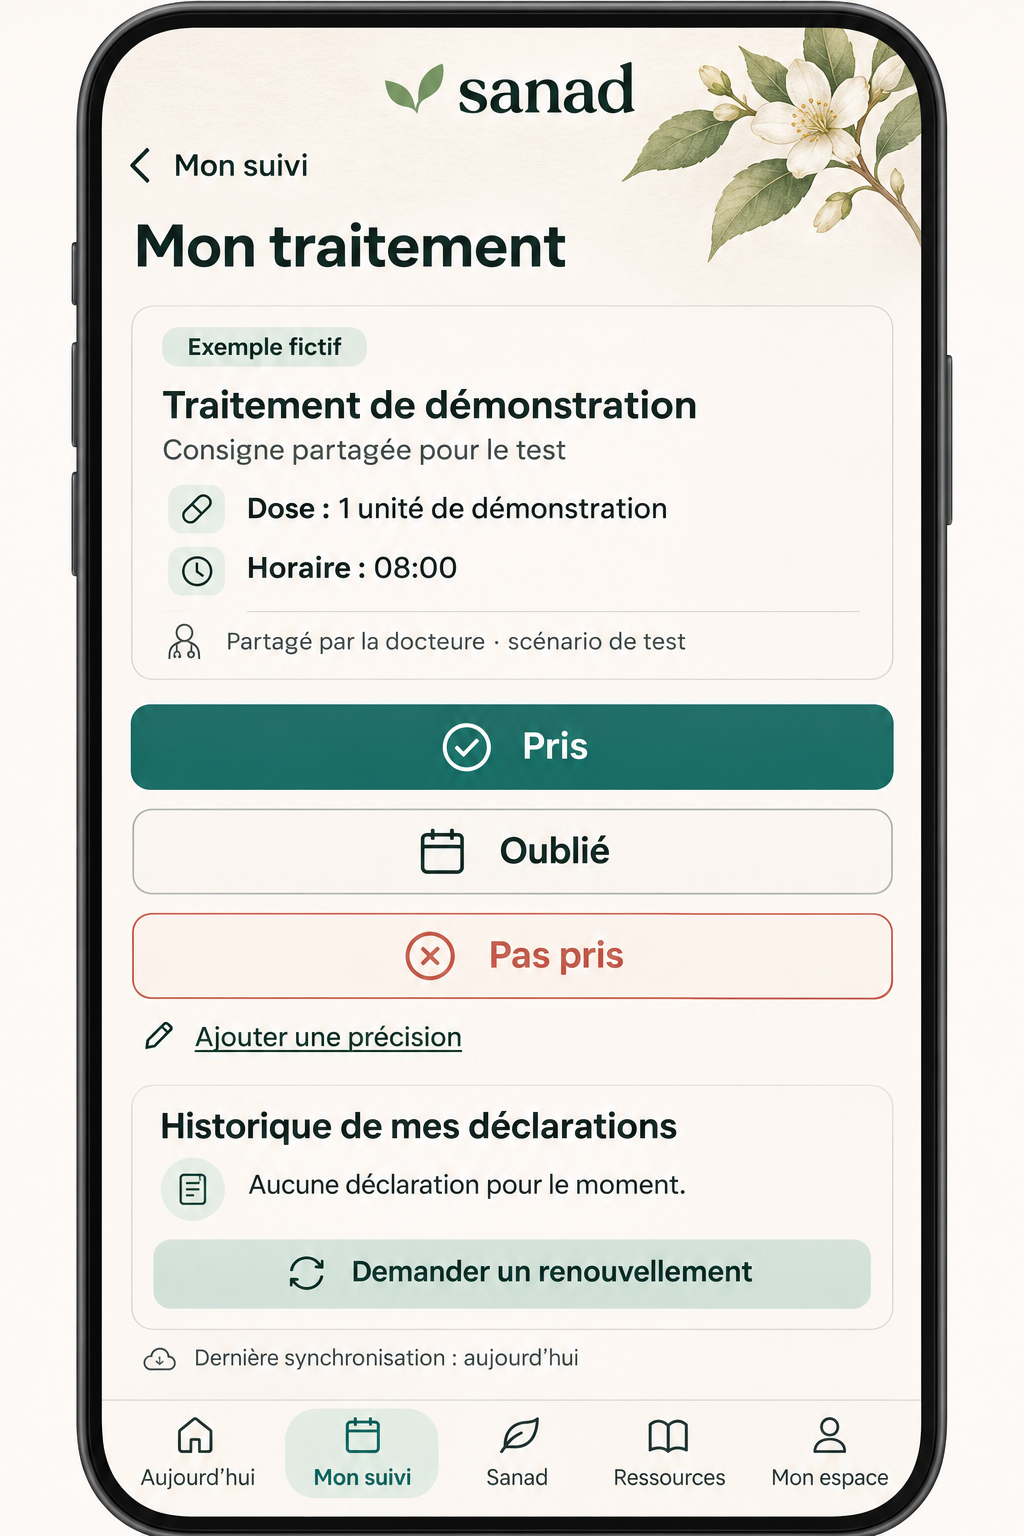 sanad
Mon suivi
Mon traitement
Exemple fictif
Traitement de démonstration
Consigne partagée pour le test
Dose : 1 unité de démonstration
Horaire : 08:00
Partagé par la docteure · scénario de test
Pris
Oublié
Pas pris
Ajouter une précision
Historique de mes déclarations
Aucune déclaration pour le moment.
Demander un renouvellement
Dernière synchronisation : aujourd’hui
Aujourd’hui
Mon suivi
Sanad
Ressources
Mon espace